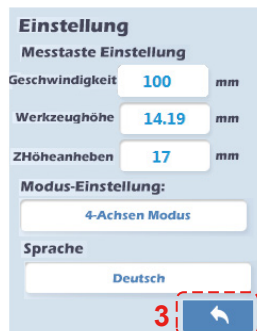 Einstellung
Messtaste Einstellung
Geschwindigkeit 100 mm
Werkzeughöhe 14.19 mm
ZHöheanheben 17 mm
Modus-Einstellung:
4-Achsen Modus
Sprache
Deutsch
3